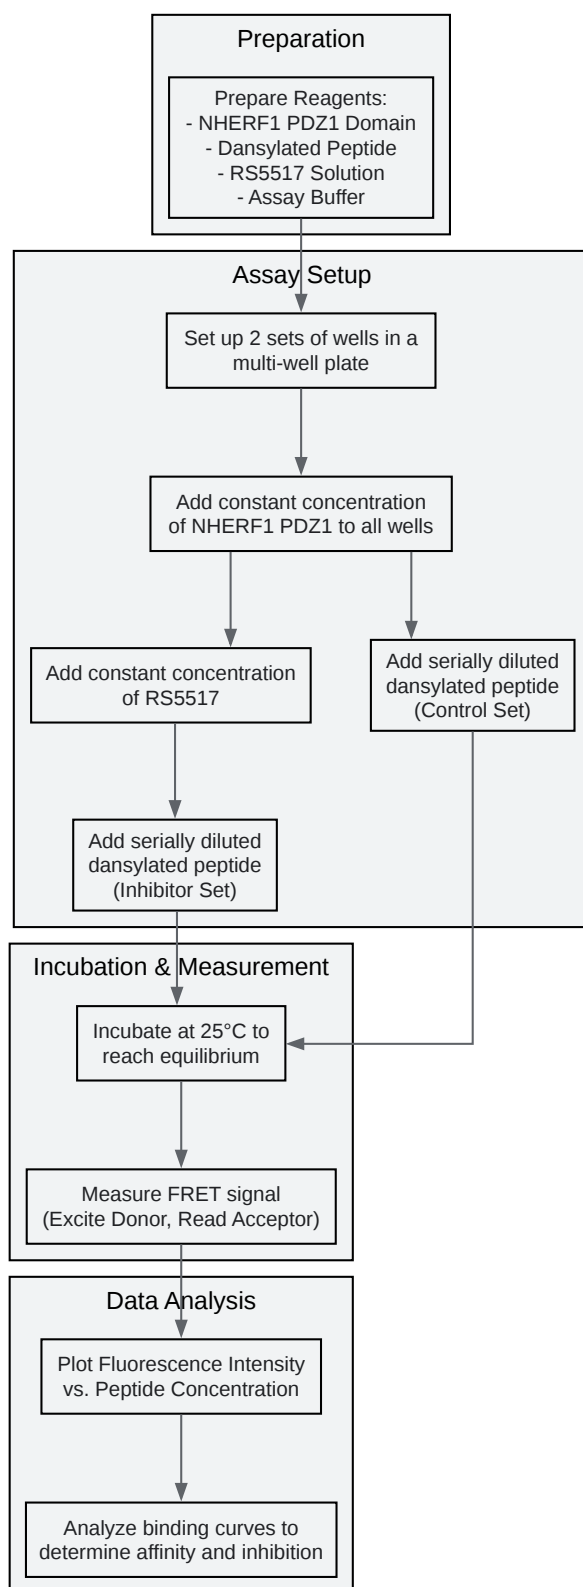 Preparation
Prepare Reagents:
- NHERF1 PDZ1 Domain
- Dansylated Peptide
- RS5517 Solution
- Assay Buffer
Assay Setup
Set up 2 sets of wells in a
multi-well plate
Add constant concentration
of NHERF1 PDZ1 to all wells
Add constant concentration
of RS5517
Add serially diluted
dansylated peptide
(Control Set)
Add serially diluted
dansylated peptide
(Inhibitor Set)
Incubation & Measurement
Incubate at 25°C to
reach equilibrium
Measure FRET signal
(Excite Donor, Read Acceptor)
Data Analysis
Plot Fluorescence Intensity
vs. Peptide Concentration
Analyze binding curves to
determine affinity and inhibition